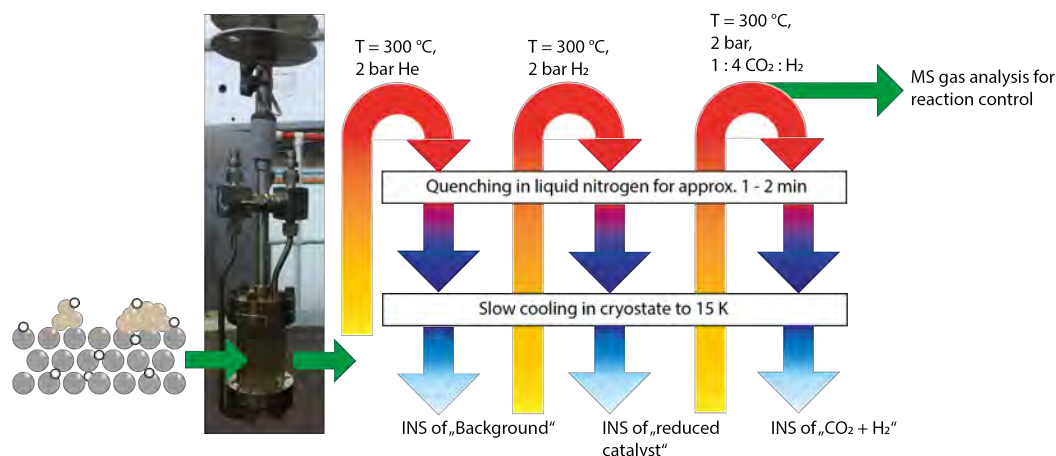 T = 300 °C,
2 bar He
T = 300 °C,
2 bar H₂
T = 300 °C,
2 bar,
1 : 4 CO₂ : H₂
MS gas analysis for
reaction control
Quenching in liquid nitrogen for approx. 1 - 2 min
Slow cooling in cryostate to 15 K
INS of „Background“
INS of „reduced
catalyst“
INS of „CO₂ + H₂“